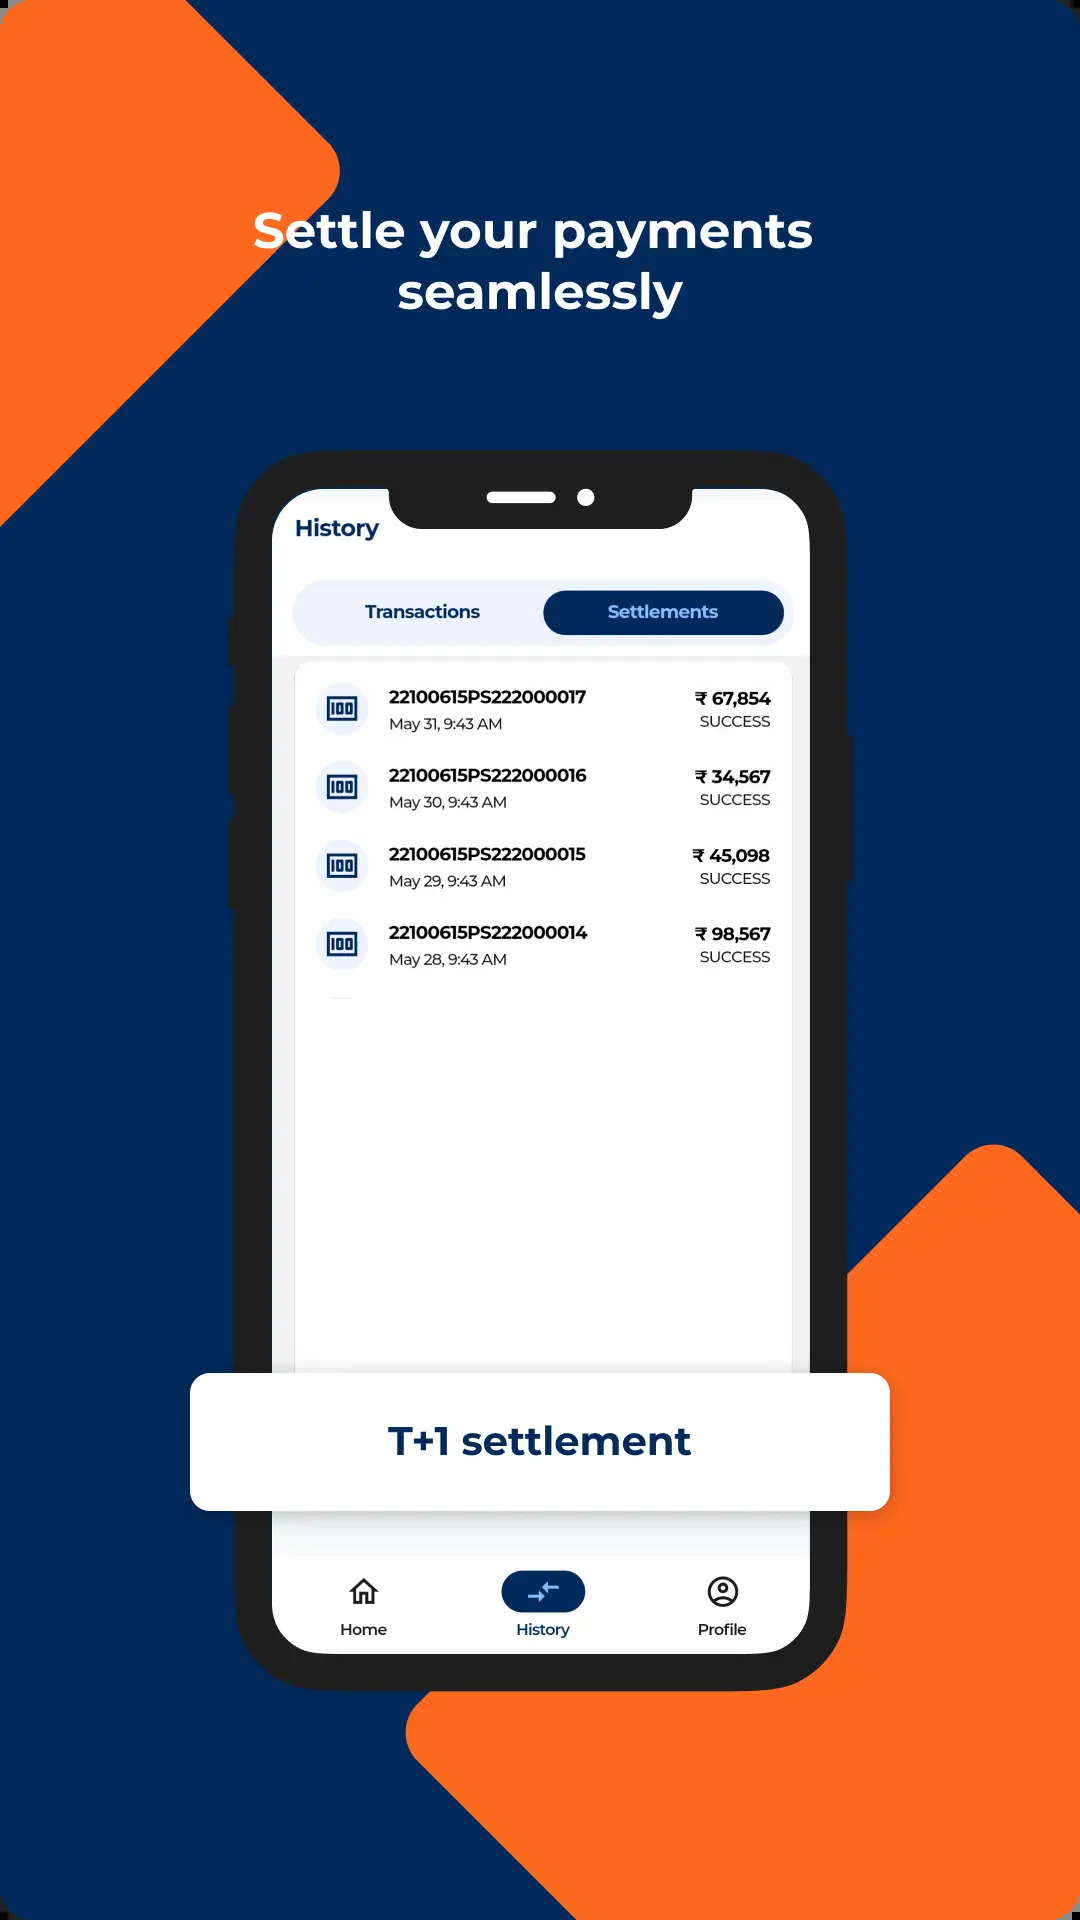 Settle your payments
seamlessly
History
Transactions
Settlements
22100615PS222000017
₹ 67,854
May 31, 9:43 AM
SUCCESS
22100615PS222000016
₹ 34,567
May 30, 9:43 AM
SUCCESS
22100615PS222000015
₹ 45,098
May 29, 9:43 AM
SUCCESS
22100615PS222000014
₹ 98,567
May 28, 9:43 AM
SUCCESS
T+1 settlement
Home
History
Profile